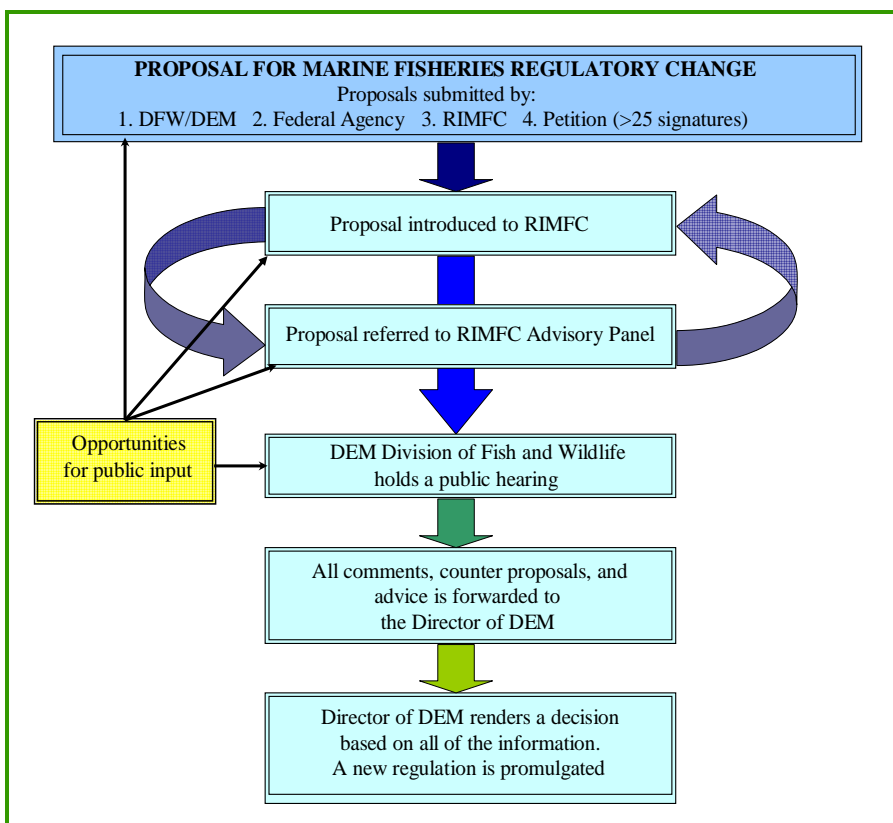 PROPOSAL FOR MARINE FISHERIES REGULATORY CHANGE
Proposals submitted by:
1. DFW/DEM 2. Federal Agency 3. RIMFC 4. Petition (>25 signatures)
Proposal introduced to RIMFC
Proposal referred to RIMFC Advisory Panel
Opportunities
for public input
DEM Division of Fish and Wildlife
holds a public hearing
All comments, counter proposals, and
advice is forwarded to
the Director of DEM
Director of DEM renders a decision
based on all of the information.
A new regulation is promulgated